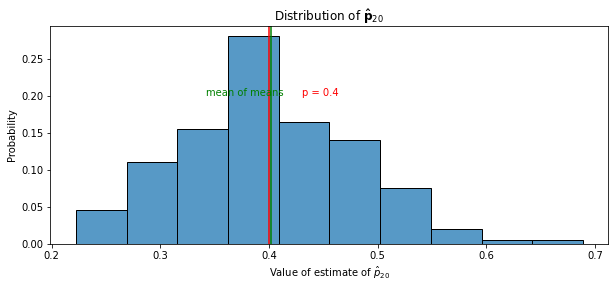 Distribution of p̂₂₀
0.25
0.20
0.15
0.10
0.05
0.00
Probability
mean of means
p = 0.4
0.2 0.3 0.4 0.5 0.6 0.7
Value of estimate of p̂₂₀